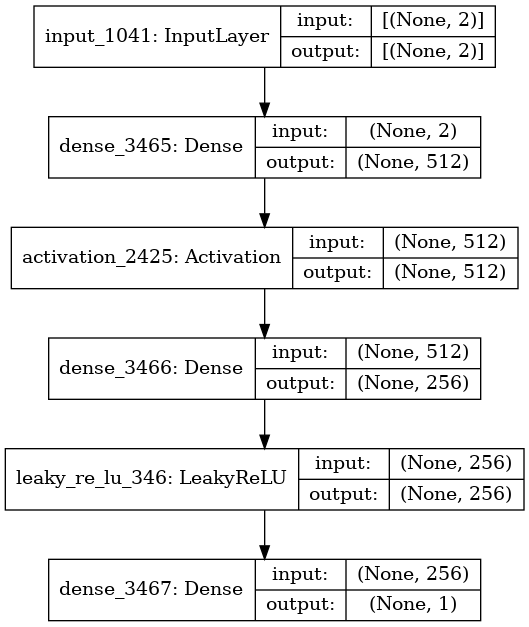 input_1041: InputLayer
input:
[(None, 2)]
output:
[(None, 2)]
dense_3465: Dense
input:
(None, 2)
output:
(None, 512)
activation_2425: Activation
input:
(None, 512)
output:
(None, 512)
dense_3466: Dense
input:
(None, 512)
output:
(None, 256)
leaky_re_lu_346: LeakyReLU
input:
(None, 256)
output:
(None, 256)
dense_3467: Dense
input:
(None, 256)
output:
(None, 1)